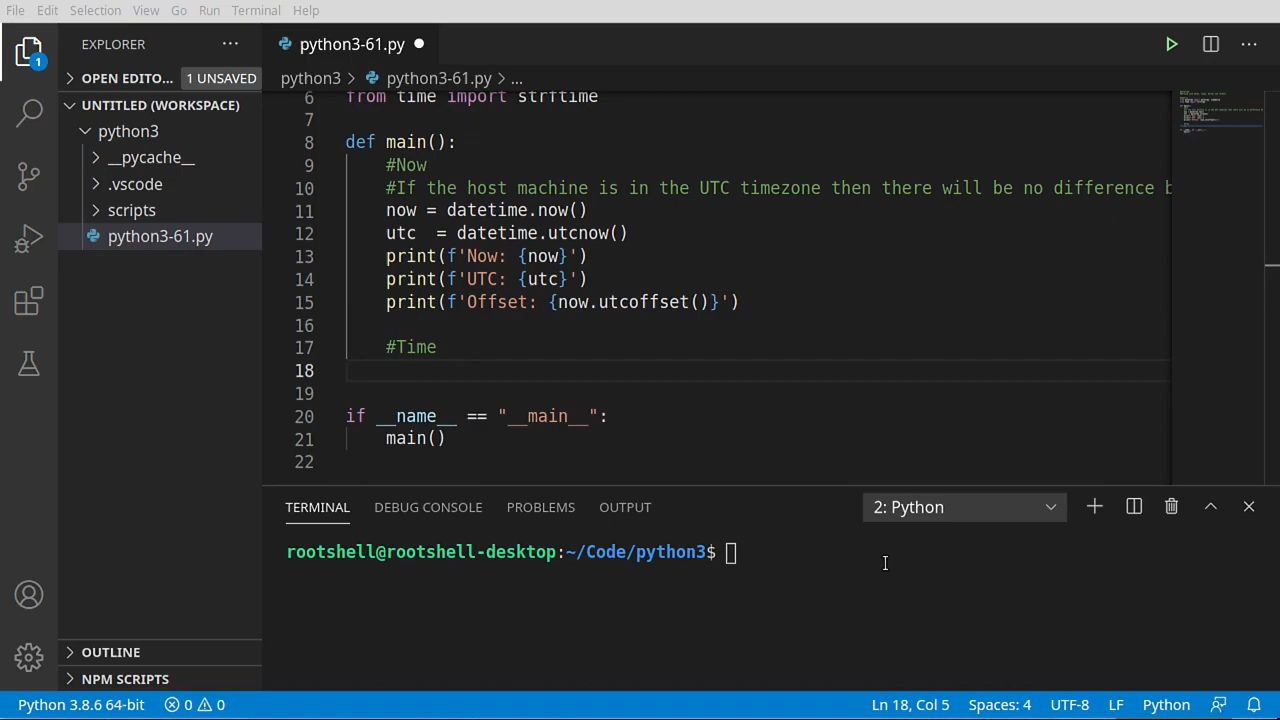 File Edit Selection View Go Run Terminal Help
EXPLORER
python3-61.py
OPEN EDITO... 1 UNSAVED
python3 > python3-61.py > ...
UNTITLED (WORKSPACE)
python3
__pycache__
.vscode
scripts
python3-61.py
6 from time import strftime
7
8 def main():
9 #Now
10 #If the host machine is in the UTC timezone then there will be no difference b
11 now = datetime.now()
12 utc  = datetime.utcnow()
13 print(f'Now: {now}')
14 print(f'UTC: {utc}')
15 print(f'Offset: {now.utcoffset()}')
16
17 #Time
18
19
20 if __name__ == "__main__":
21 main()
22
TERMINAL DEBUG CONSOLE PROBLEMS OUTPUT 2: Python
rootshell@rootshell-desktop:~/Code/python3$
1
OUTLINE
NPM SCRIPTS
Python 3.8.6 64-bit 0 0 Ln 18, Col 5 Spaces: 4 UTF-8 LF Python